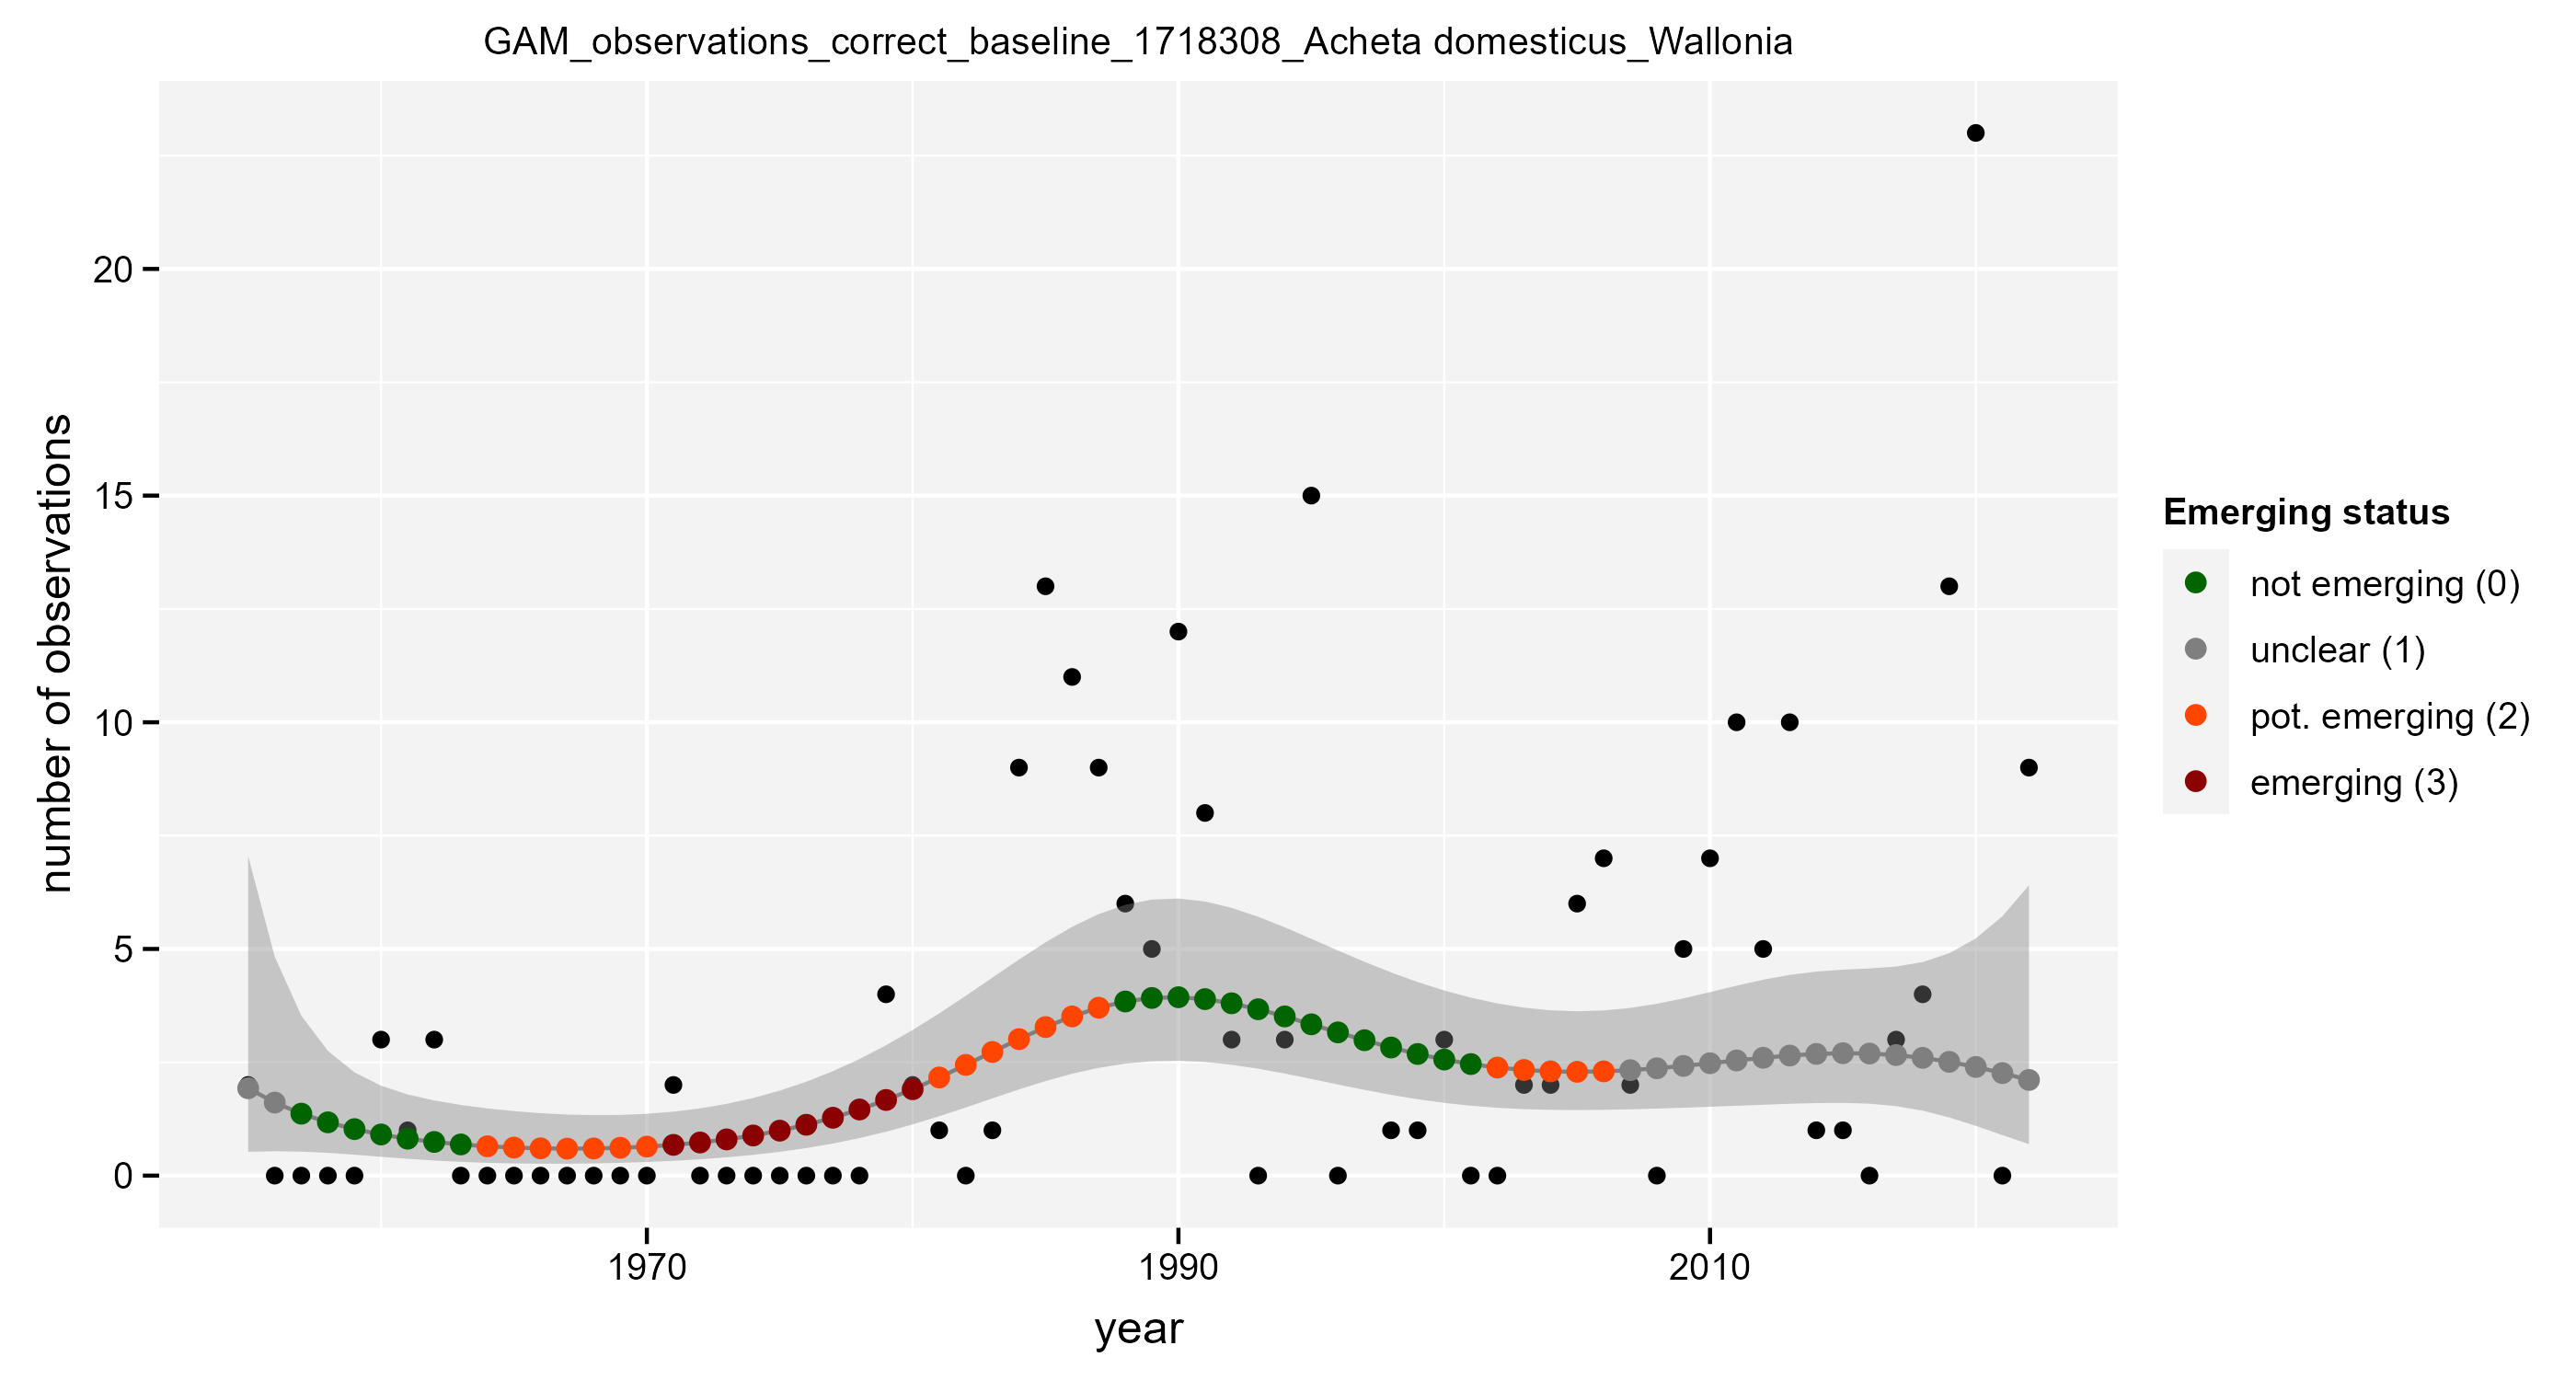 GAM_observations_correct_baseline_1718308_Acheta domesticus_Wallonia
number of observations
20
15
10
5
0
1970
1990
2010
year
Emerging status
not emerging (0)
unclear (1)
pot. emerging (2)
emerging (3)